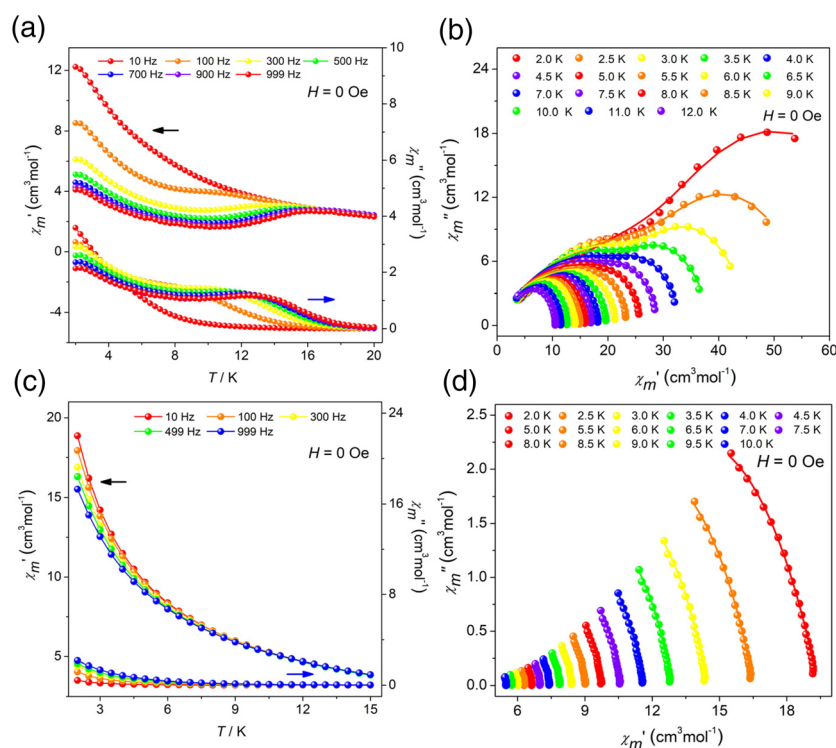 (a)
10 Hz 100 Hz 300 Hz 500 Hz
700 Hz 900 Hz 999 Hz
H = 0 Oe
12
8
4
0
-4
χm' (cm³mol⁻¹)
10
8
6
4
2
0
χm'' (cm³mol⁻¹)
4 8 12 16 20
T / K
(b)
2.0 K 2.5 K 3.0 K 3.5 K 4.0 K
4.5 K 5.0 K 5.5 K 6.0 K 6.5 K
7.0 K 7.5 K 8.0 K 8.5 K 9.0 K
10.0 K 11.0 K 12.0 K
H = 0 Oe
24
18
12
6
0
χm'' (cm³mol⁻¹)
0 10 20 30 40 50 60
χm' (cm³mol⁻¹)
(c)
10 Hz 100 Hz 300 Hz
499 Hz 999 Hz
H = 0 Oe
20
15
10
5
χm' (cm³mol⁻¹)
24
18
12
6
0
χm'' (cm³mol⁻¹)
3 6 9 12 15
T / K
(d)
2.0 K 2.5 K 3.0 K 3.5 K 4.0 K 4.5 K
5.0 K 5.5 K 6.0 K 6.5 K 7.0 K 7.5 K
8.0 K 8.5 K 9.0 K 9.5 K 10.0 K
H = 0 Oe
2.5
2.0
1.5
1.0
0.5
0.0
χm'' (cm³mol⁻¹)
6 9 12 15 18
χm' (cm³mol⁻¹)